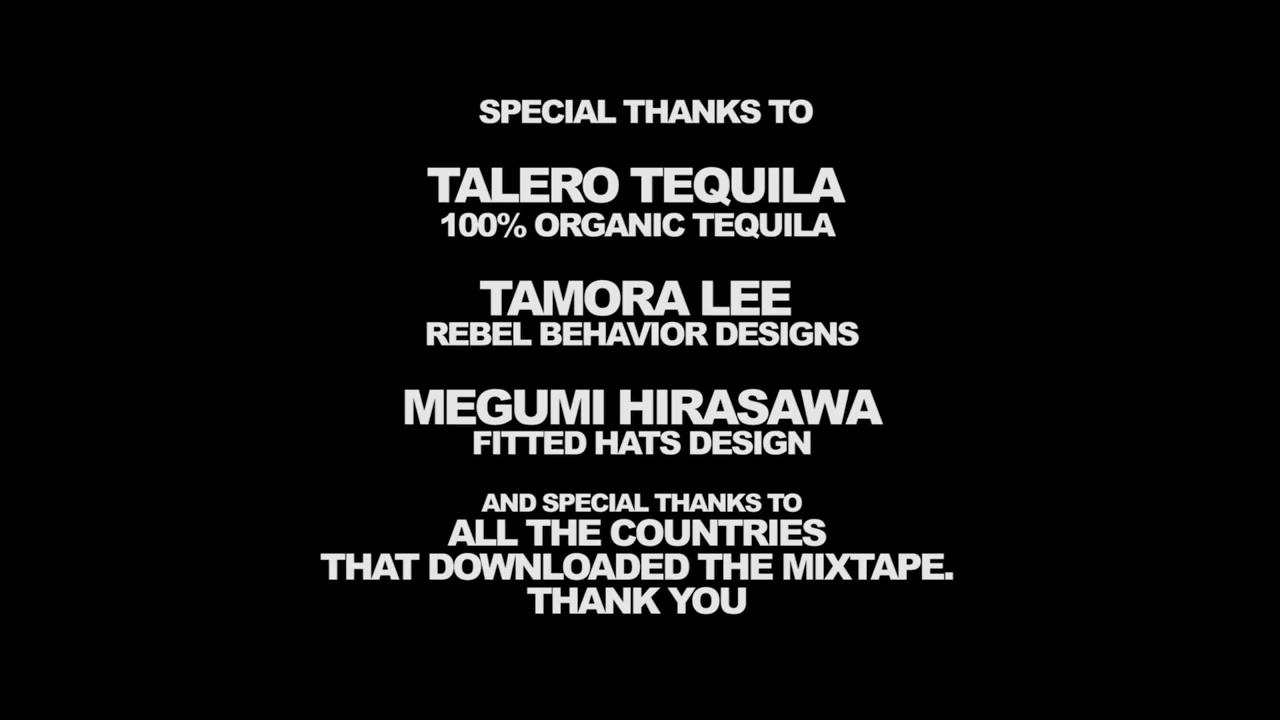 SPECIAL THANKS TO
TALERO TEQUILA
100% ORGANIC TEQUILA
TAMORA LEE
REBEL BEHAVIOR DESIGNS
MEGUMI HIRASAWA
FITTED HATS DESIGN
AND SPECIAL THANKS TO
ALL THE COUNTRIES
THAT DOWNLOADED THE MIXTAPE.
THANK YOU